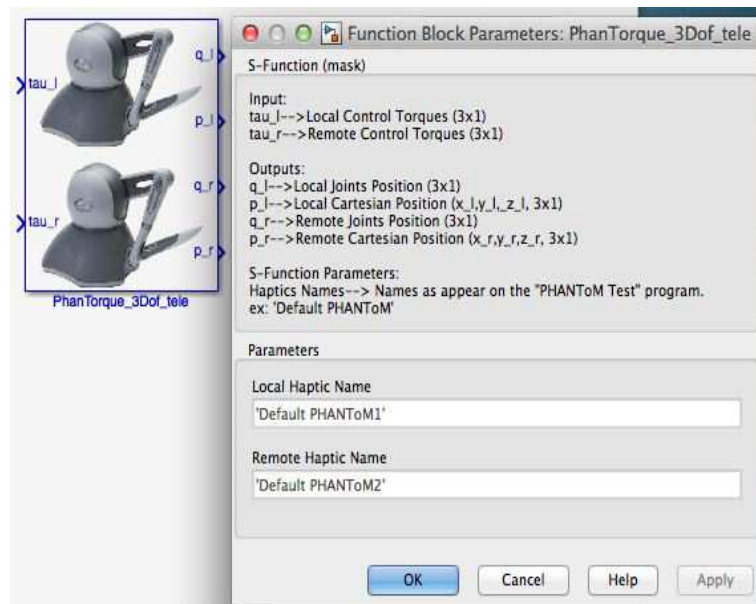 tau_l
q_l
p_l
tau_r
q_r
p_r
PhanTorque_3Dof_tele
Function Block Parameters: PhanTorque_3Dof_tele
S-Function (mask)
Input:
tau_l-->Local Control Torques (3x1)
tau_r-->Remote Control Torques (3x1)
Outputs:
q_l-->Local Joints Position (3x1)
p_l-->Local Cartesian Position (x_l,y_l,_z_l, 3x1)
q_r-->Remote Joints Position (3x1)
p_r-->Remote Cartesian Position (x_r,y_r,z_r, 3x1)
S-Function Parameters:
Haptics Names--> Names as appear on the "PHANToM Test" program.
ex: 'Default PHANToM'
Parameters
Local Haptic Name
'Default PHANToM1'
Remote Haptic Name
'Default PHANToM2'
OK Cancel Help Apply